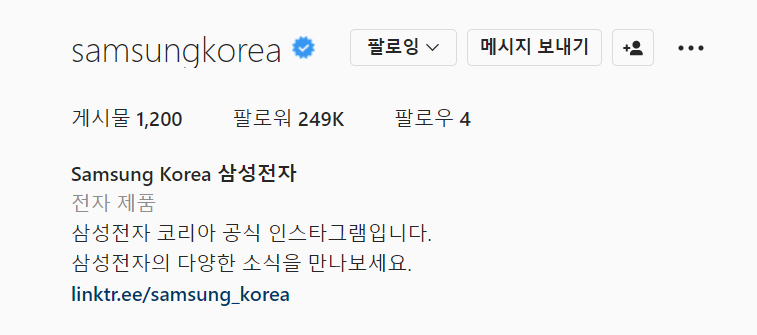 samsungkorea 팔로잉 메시지 보내기
게시물 1,200 팔로워 249K 팔로우 4
Samsung Korea 삼성전자
전자 제품
삼성전자 코리아 공식 인스타그램입니다.
삼성전자의 다양한 소식을 만나보세요.
linktr.ee/samsung_korea